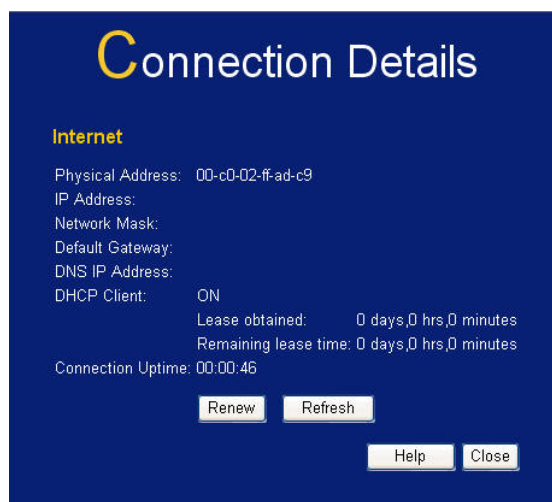 Connection Details
Internet
Physical Address: 00-c0-02-ff-ad-c9
IP Address:
Network Mask:
Default Gateway:
DNS IP Address:
DHCP Client: ON
Lease obtained: 0 days,0 hrs,0 minutes
Remaining lease time: 0 days,0 hrs,0 minutes
Connection Uptime: 00:00:46
Renew Refresh
Help Close